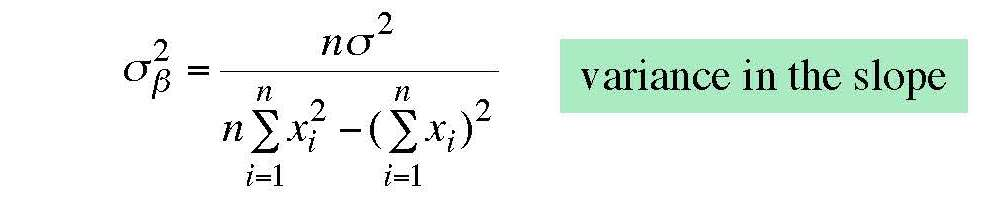 σ_β^2 = nσ^2 / (n∑_{i=1}^{n} x_i^2 − (∑_{i=1}^{n} x_i)^2)
variance in the slope